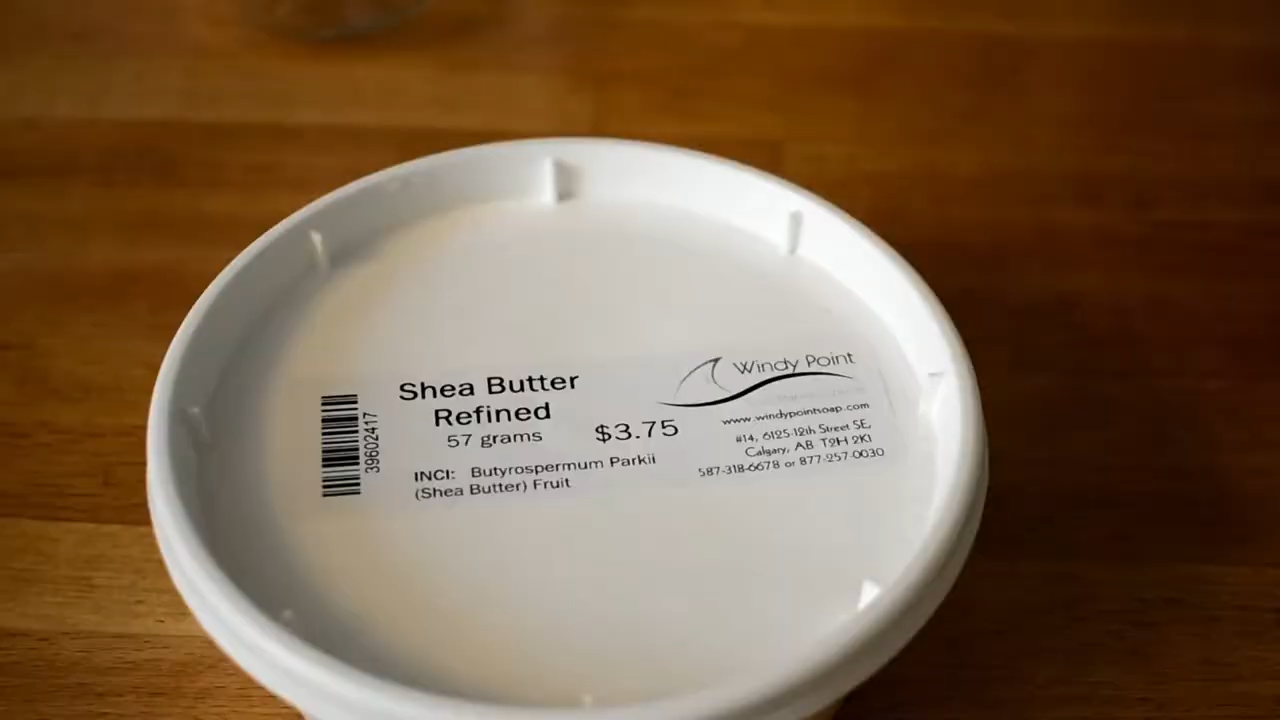 Shea Butter
Refined
57 grams
$3.75
INCI: Butyrospermum Parkii
(Shea Butter) Fruit
39602417
Windy Point
www.windypointsoap.com
#14, 6125-12th Street SE,
Calgary, AB T2H 2K1
587-318-6678 or 877-257-0030